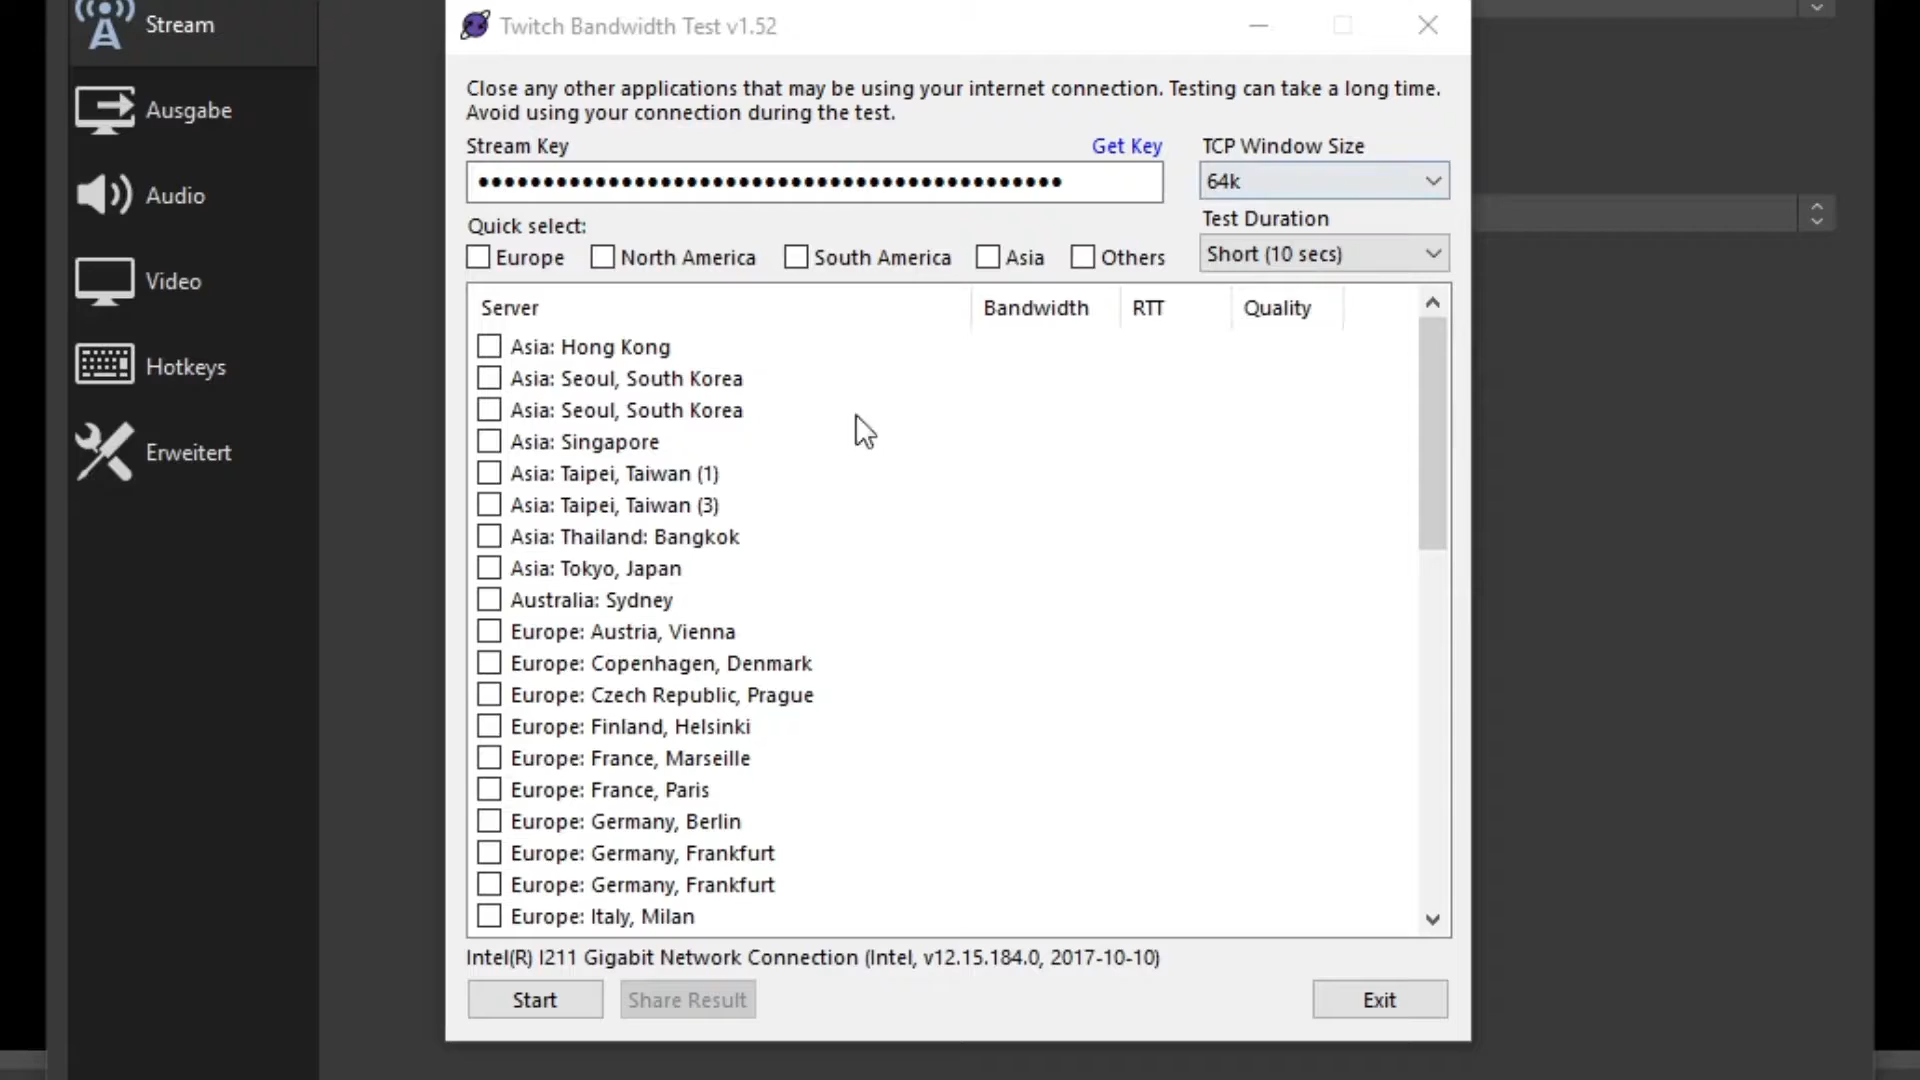 Stream
Ausgabe
Audio
Video
Hotkeys
Erweitert
Twitch Bandwidth Test v1.52
Close any other applications that may be using your internet connection. Testing can take a long time.
Avoid using your connection during the test.
Stream Key Get Key TCP Window Size
•••••••••••••••••••••••••••••••••••••••••••••• 64k
Quick select: Test Duration
Europe North America South America Asia Others Short (10 secs)
Server Bandwidth RTT Quality
Asia: Hong Kong
Asia: Seoul, South Korea
Asia: Seoul, South Korea
Asia: Singapore
Asia: Taipei, Taiwan (1)
Asia: Taipei, Taiwan (3)
Asia: Thailand: Bangkok
Asia: Tokyo, Japan
Australia: Sydney
Europe: Austria, Vienna
Europe: Copenhagen, Denmark
Europe: Czech Republic, Prague
Europe: Finland, Helsinki
Europe: France, Marseille
Europe: France, Paris
Europe: Germany, Berlin
Europe: Germany, Frankfurt
Europe: Germany, Frankfurt
Europe: Italy, Milan
Intel(R) I211 Gigabit Network Connection (Intel, v12.15.184.0, 2017-10-10)
Start Share Result Exit